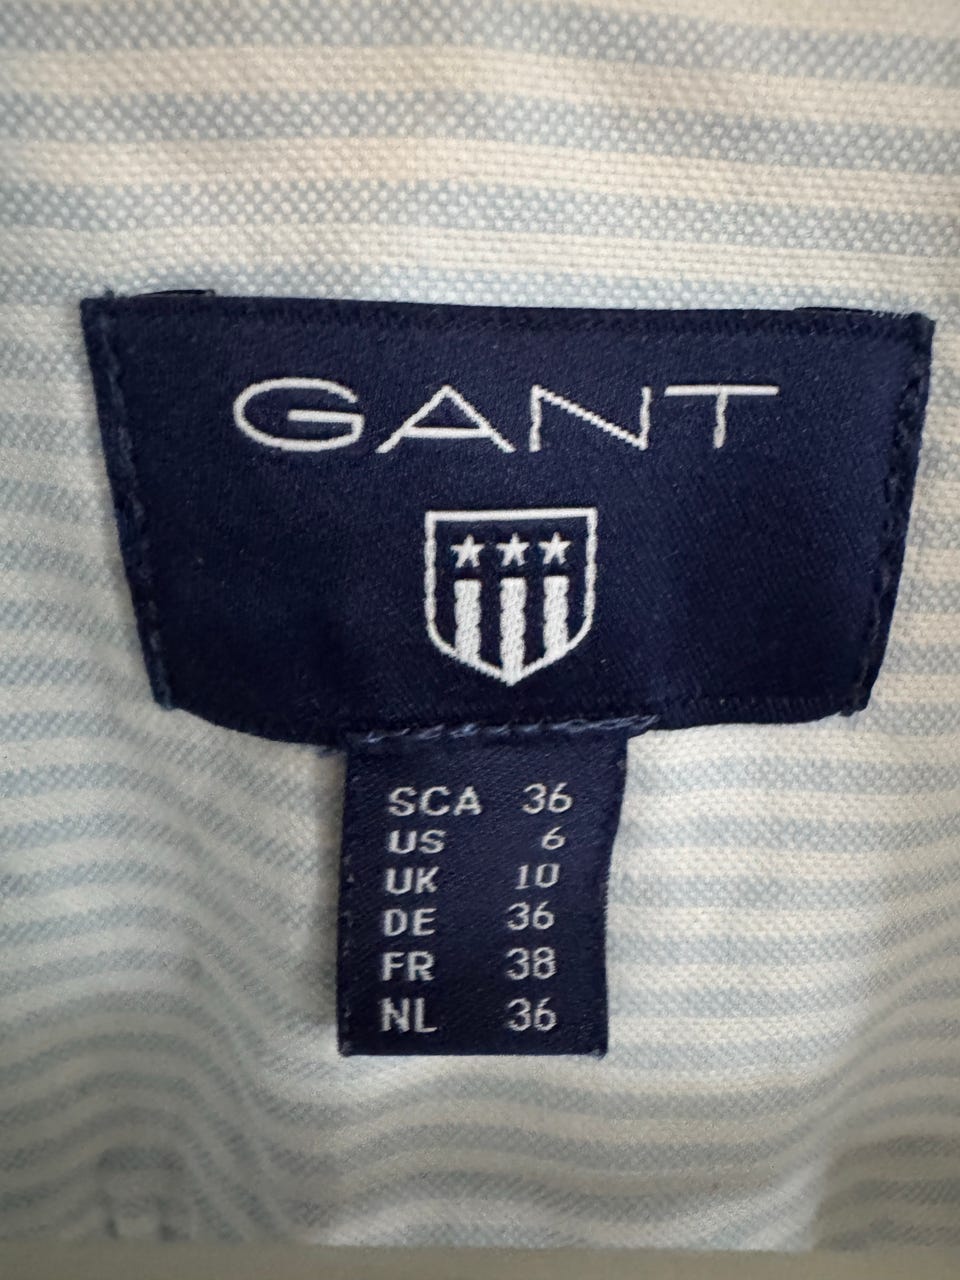 GANT
SCA 36
US 6
UK 10
DE 36
FR 38
NL 36